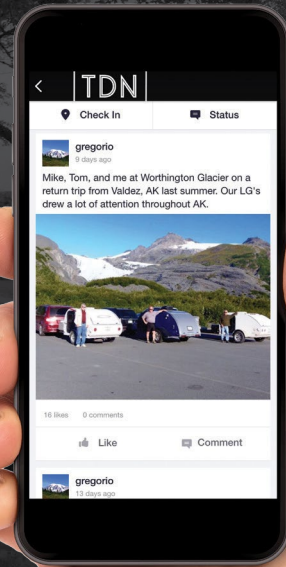 TDN
Check In Status
gregorio
9 days ago
Mike, Tom, and me at Worthington Glacier on a
return trip from Valdez, AK last summer. Our LG's
drew a lot of attention throughout AK.
16 likes 0 comments
Like Comment
gregorio
13 days ago